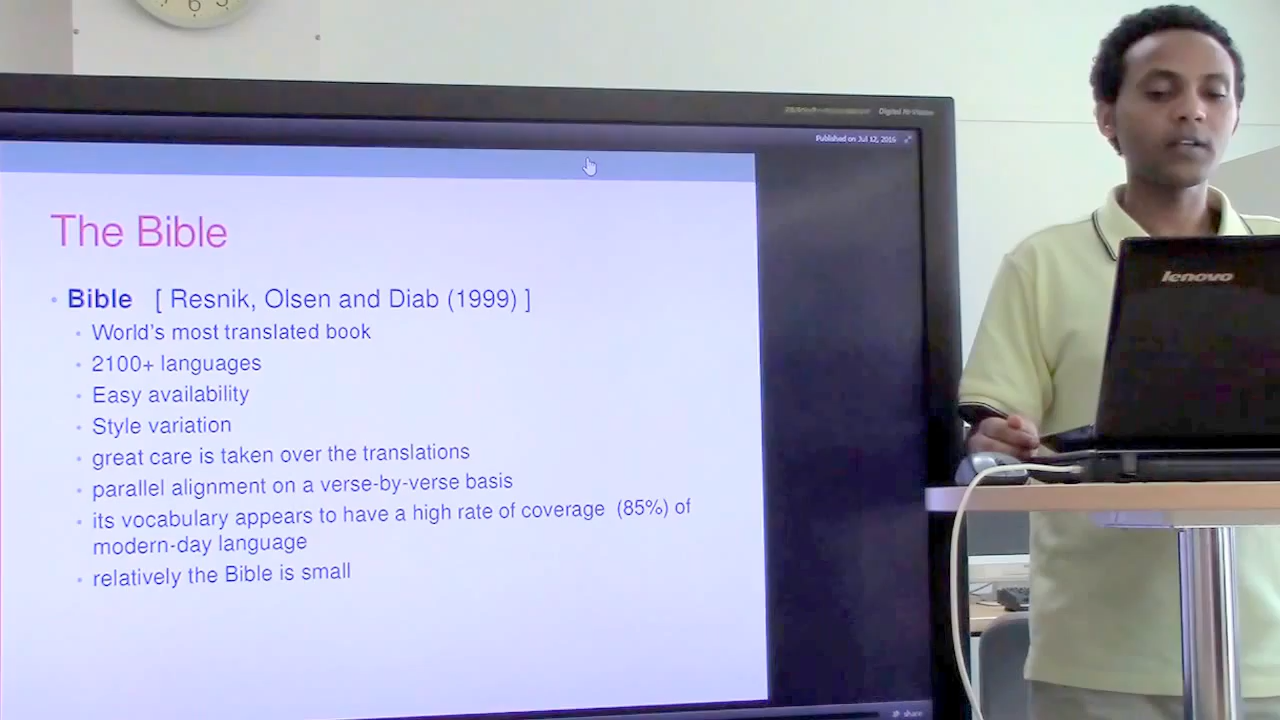 6
Published on Jul 12, 2016
The Bible
• Bible [ Resnik, Olsen and Diab (1999) ]
• World's most translated book
• 2100+ languages
• Easy availability
• Style variation
• great care is taken over the translations
• parallel alignment on a verse-by-verse basis
• its vocabulary appears to have a high rate of coverage (85%) of
modern-day language
• relatively the Bible is small
share
lenovo